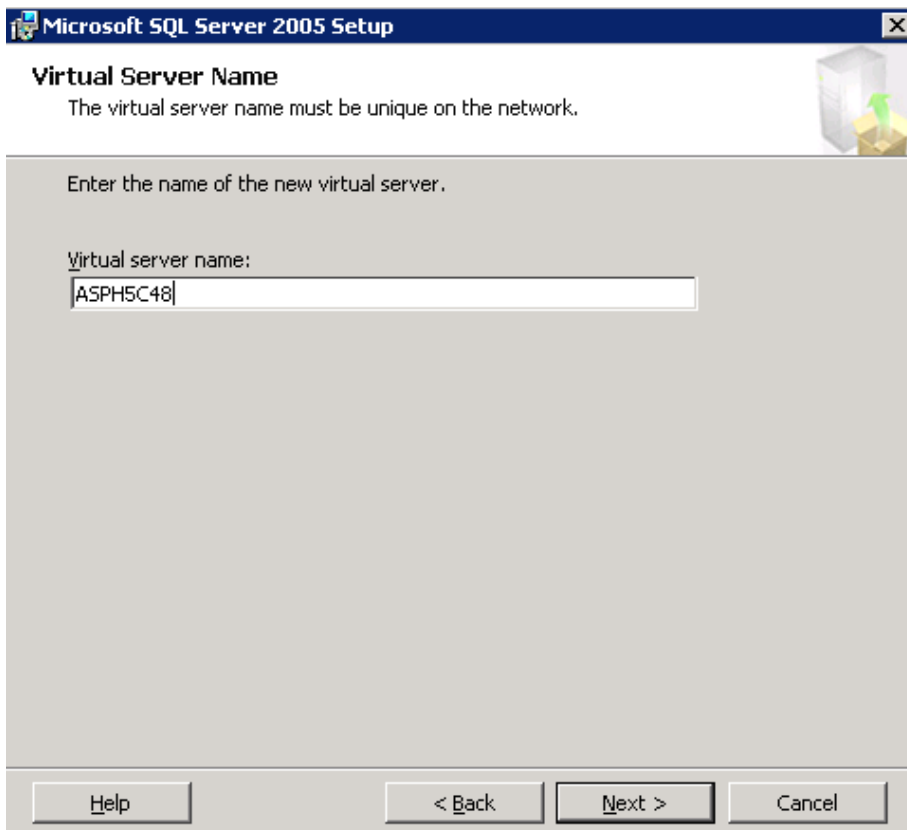 Microsoft SQL Server 2005 Setup
Virtual Server Name
The virtual server name must be unique on the network.
Enter the name of the new virtual server.
Virtual server name:
ASPH5C48
Help
< Back
Next >
Cancel